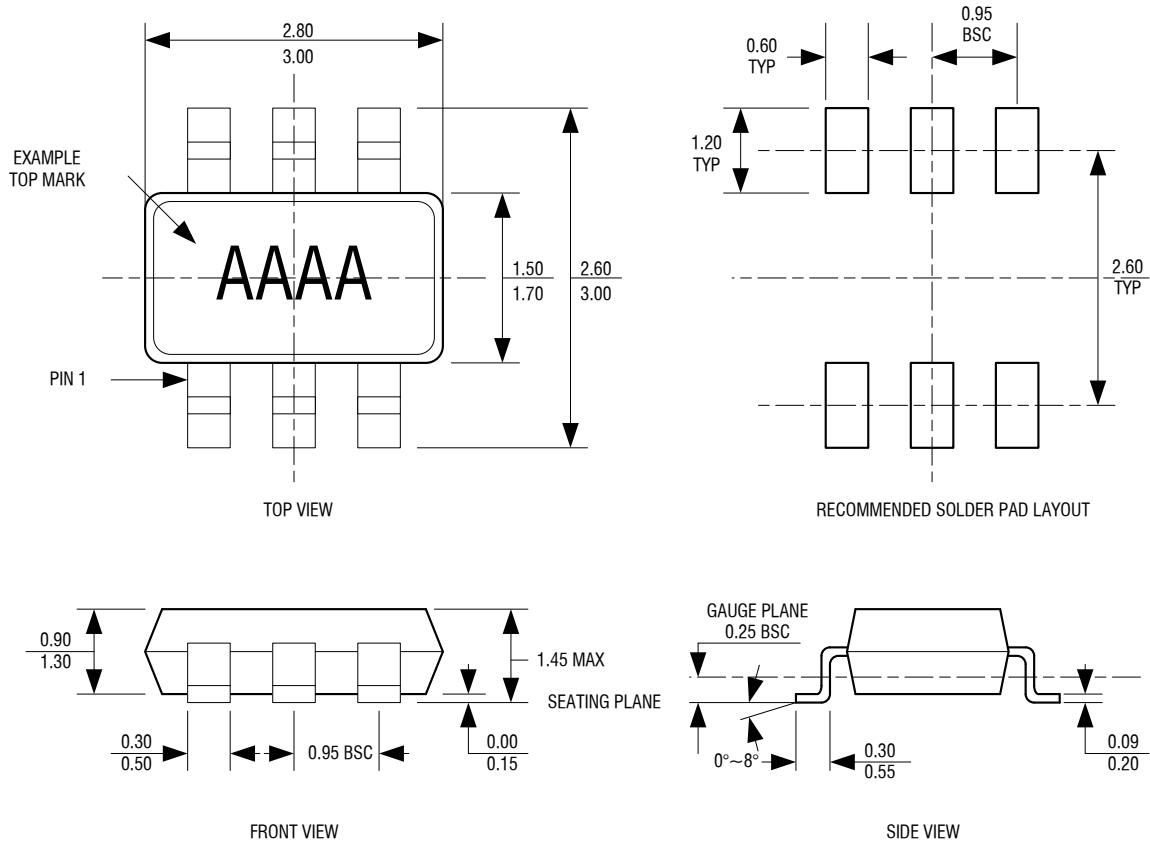 2.80
3.00
EXAMPLE
TOP MARK
AAAA
1.50
1.70
2.60
3.00
PIN 1
TOP VIEW
0.60
TYP
0.95
BSC
1.20
TYP
2.60
TYP
RECOMMENDED SOLDER PAD LAYOUT
0.90
1.30
1.45 MAX
SEATING PLANE
0.30
0.50
0.95 BSC
0.00
0.15
FRONT VIEW
GAUGE PLANE
0.25 BSC
0°~8°
0.30
0.55
0.09
0.20
SIDE VIEW